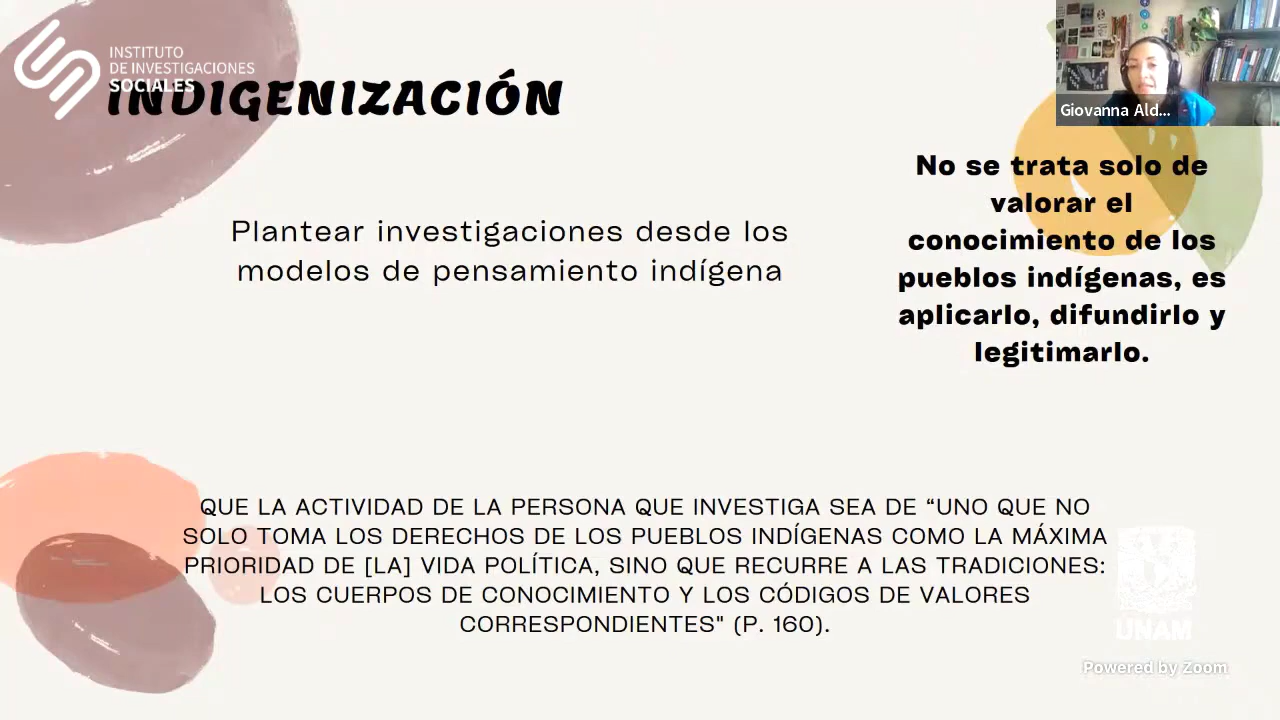 INSTITUTO
DE INVESTIGACIONES
SOCIALES
INDIGENIZACIÓN
Giovanna Ald...
No se trata solo de
valorar el
conocimiento de los
pueblos indígenas, es
aplicarlo, difundirlo y
legitimarlo.
Plantear investigaciones desde los
modelos de pensamiento indígena
QUE LA ACTIVIDAD DE LA PERSONA QUE INVESTIGA SEA DE “UNO QUE NO
SOLO TOMA LOS DERECHOS DE LOS PUEBLOS INDÍGENAS COMO LA MÁXIMA
PRIORIDAD DE [LA] VIDA POLÍTICA, SINO QUE RECURRE A LAS TRADICIONES:
LOS CUERPOS DE CONOCIMIENTO Y LOS CÓDIGOS DE VALORES
CORRESPONDIENTES" (P. 160).
UNAM
Powered by Zoom